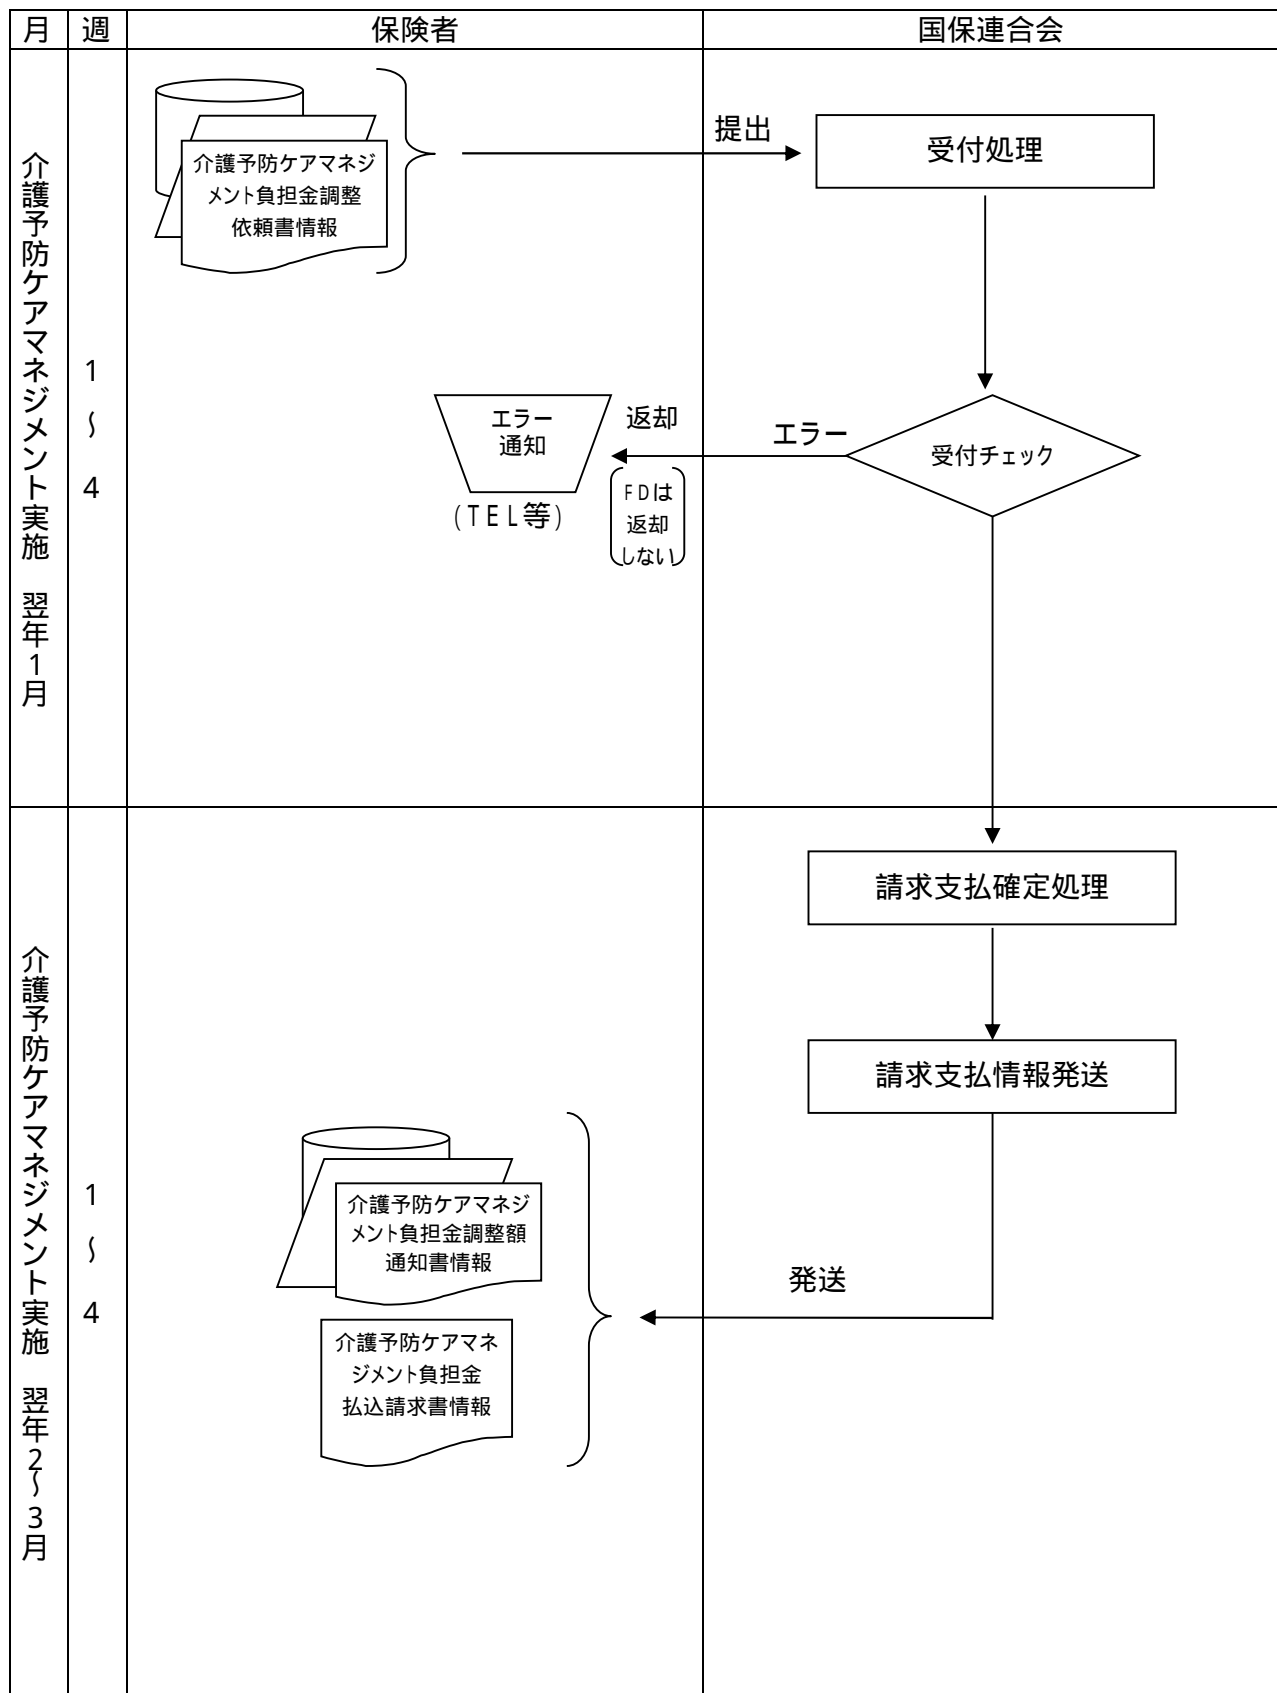 月 週 保険者 国保連合会
介護予防ケアマネジメント実施 翌年1月
1～4
介護予防ケアマネジ
メント負担金調整
依頼書情報
提出
受付処理
エラー
通知
(TEL等)
返却
FDは
返却
しない
エラー
受付チェック
介護予防ケアマネジメント実施 翌年2～3月
1～4
請求支払確定処理
請求支払情報発送
介護予防ケアマネジ
メント負担金調整額
通知書情報
発送
介護予防ケアマネ
ジメント負担金
払込請求書情報